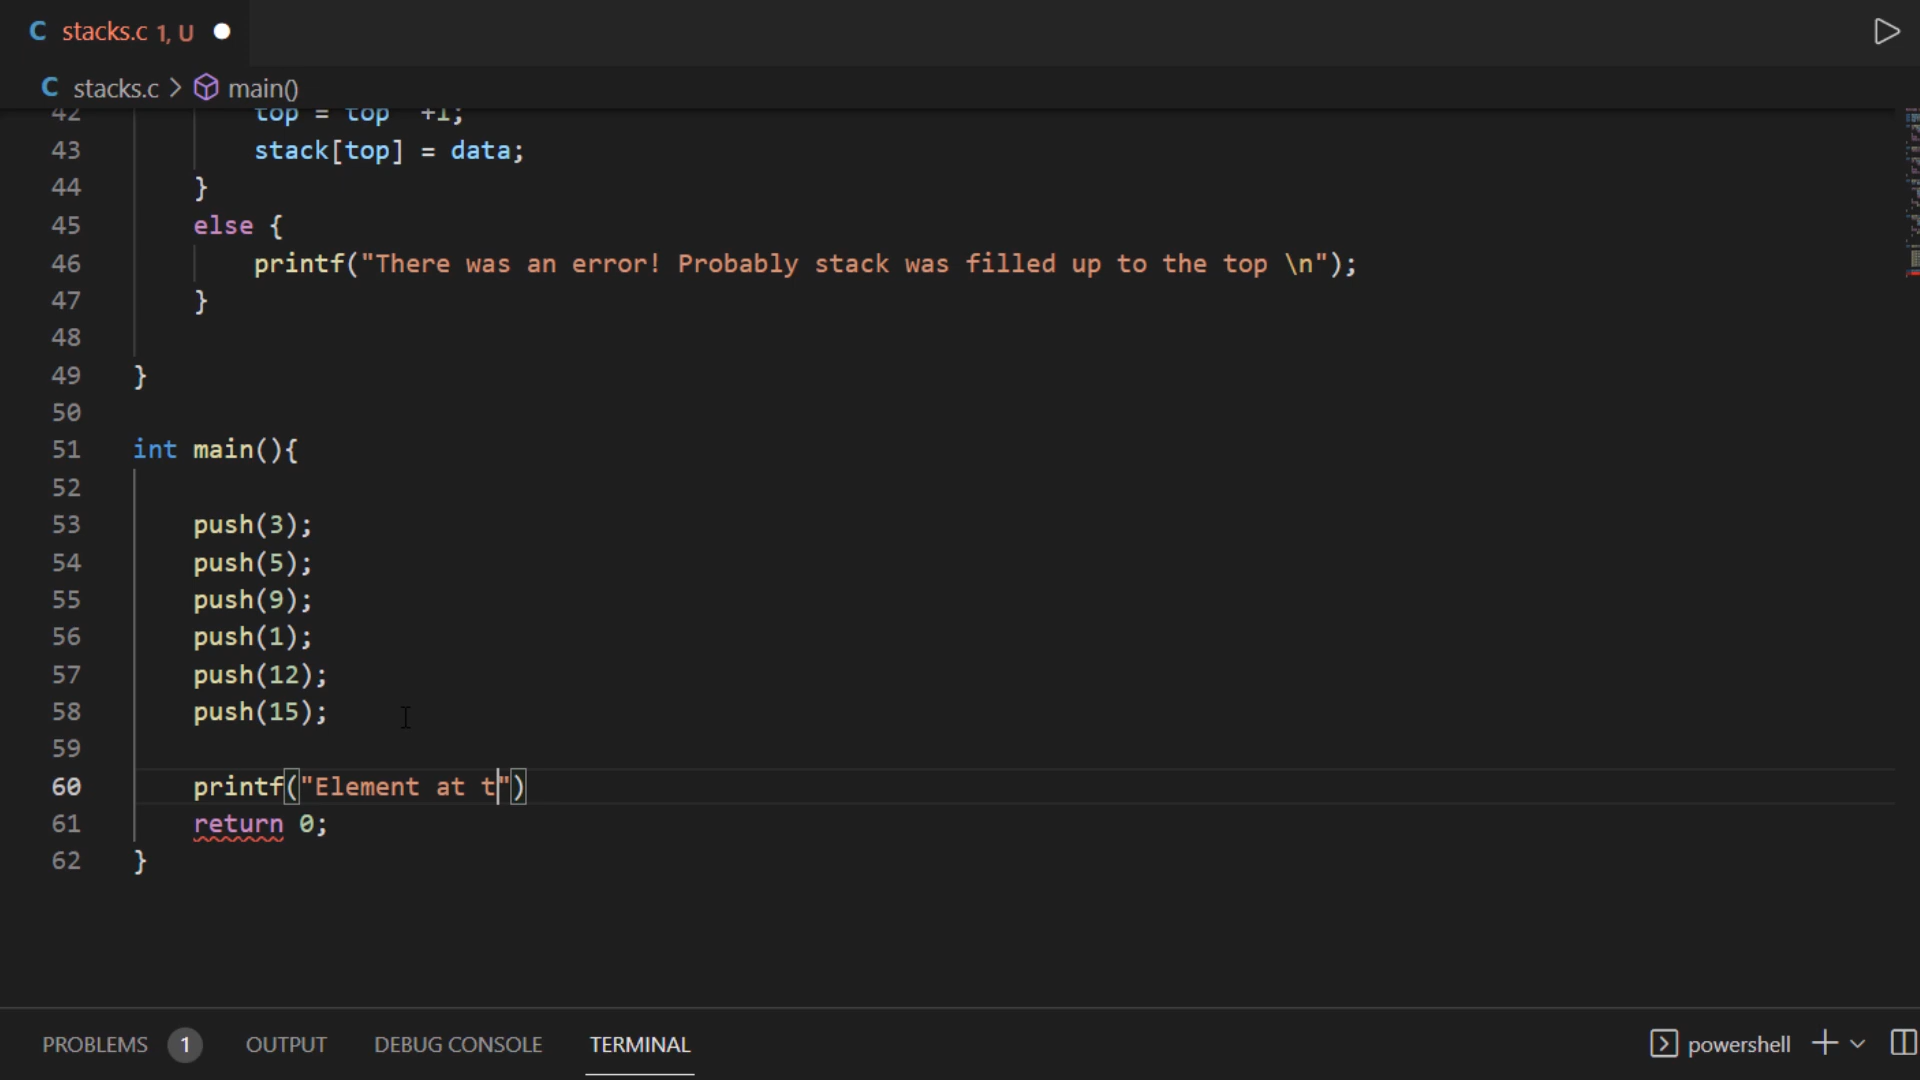 C stacks.c 1, U
C stacks.c > main()
42 top = top +1;
43 stack[top] = data;
44 }
45 else {
46 printf("There was an error! Probably stack was filled up to the top \n");
47 }
48
49 }
50
51 int main(){
52
53 push(3);
54 push(5);
55 push(9);
56 push(1);
57 push(12);
58 push(15);
59
60 printf("Element at t")
61 return 0;
62 }
PROBLEMS 1 OUTPUT DEBUG CONSOLE TERMINAL powershell